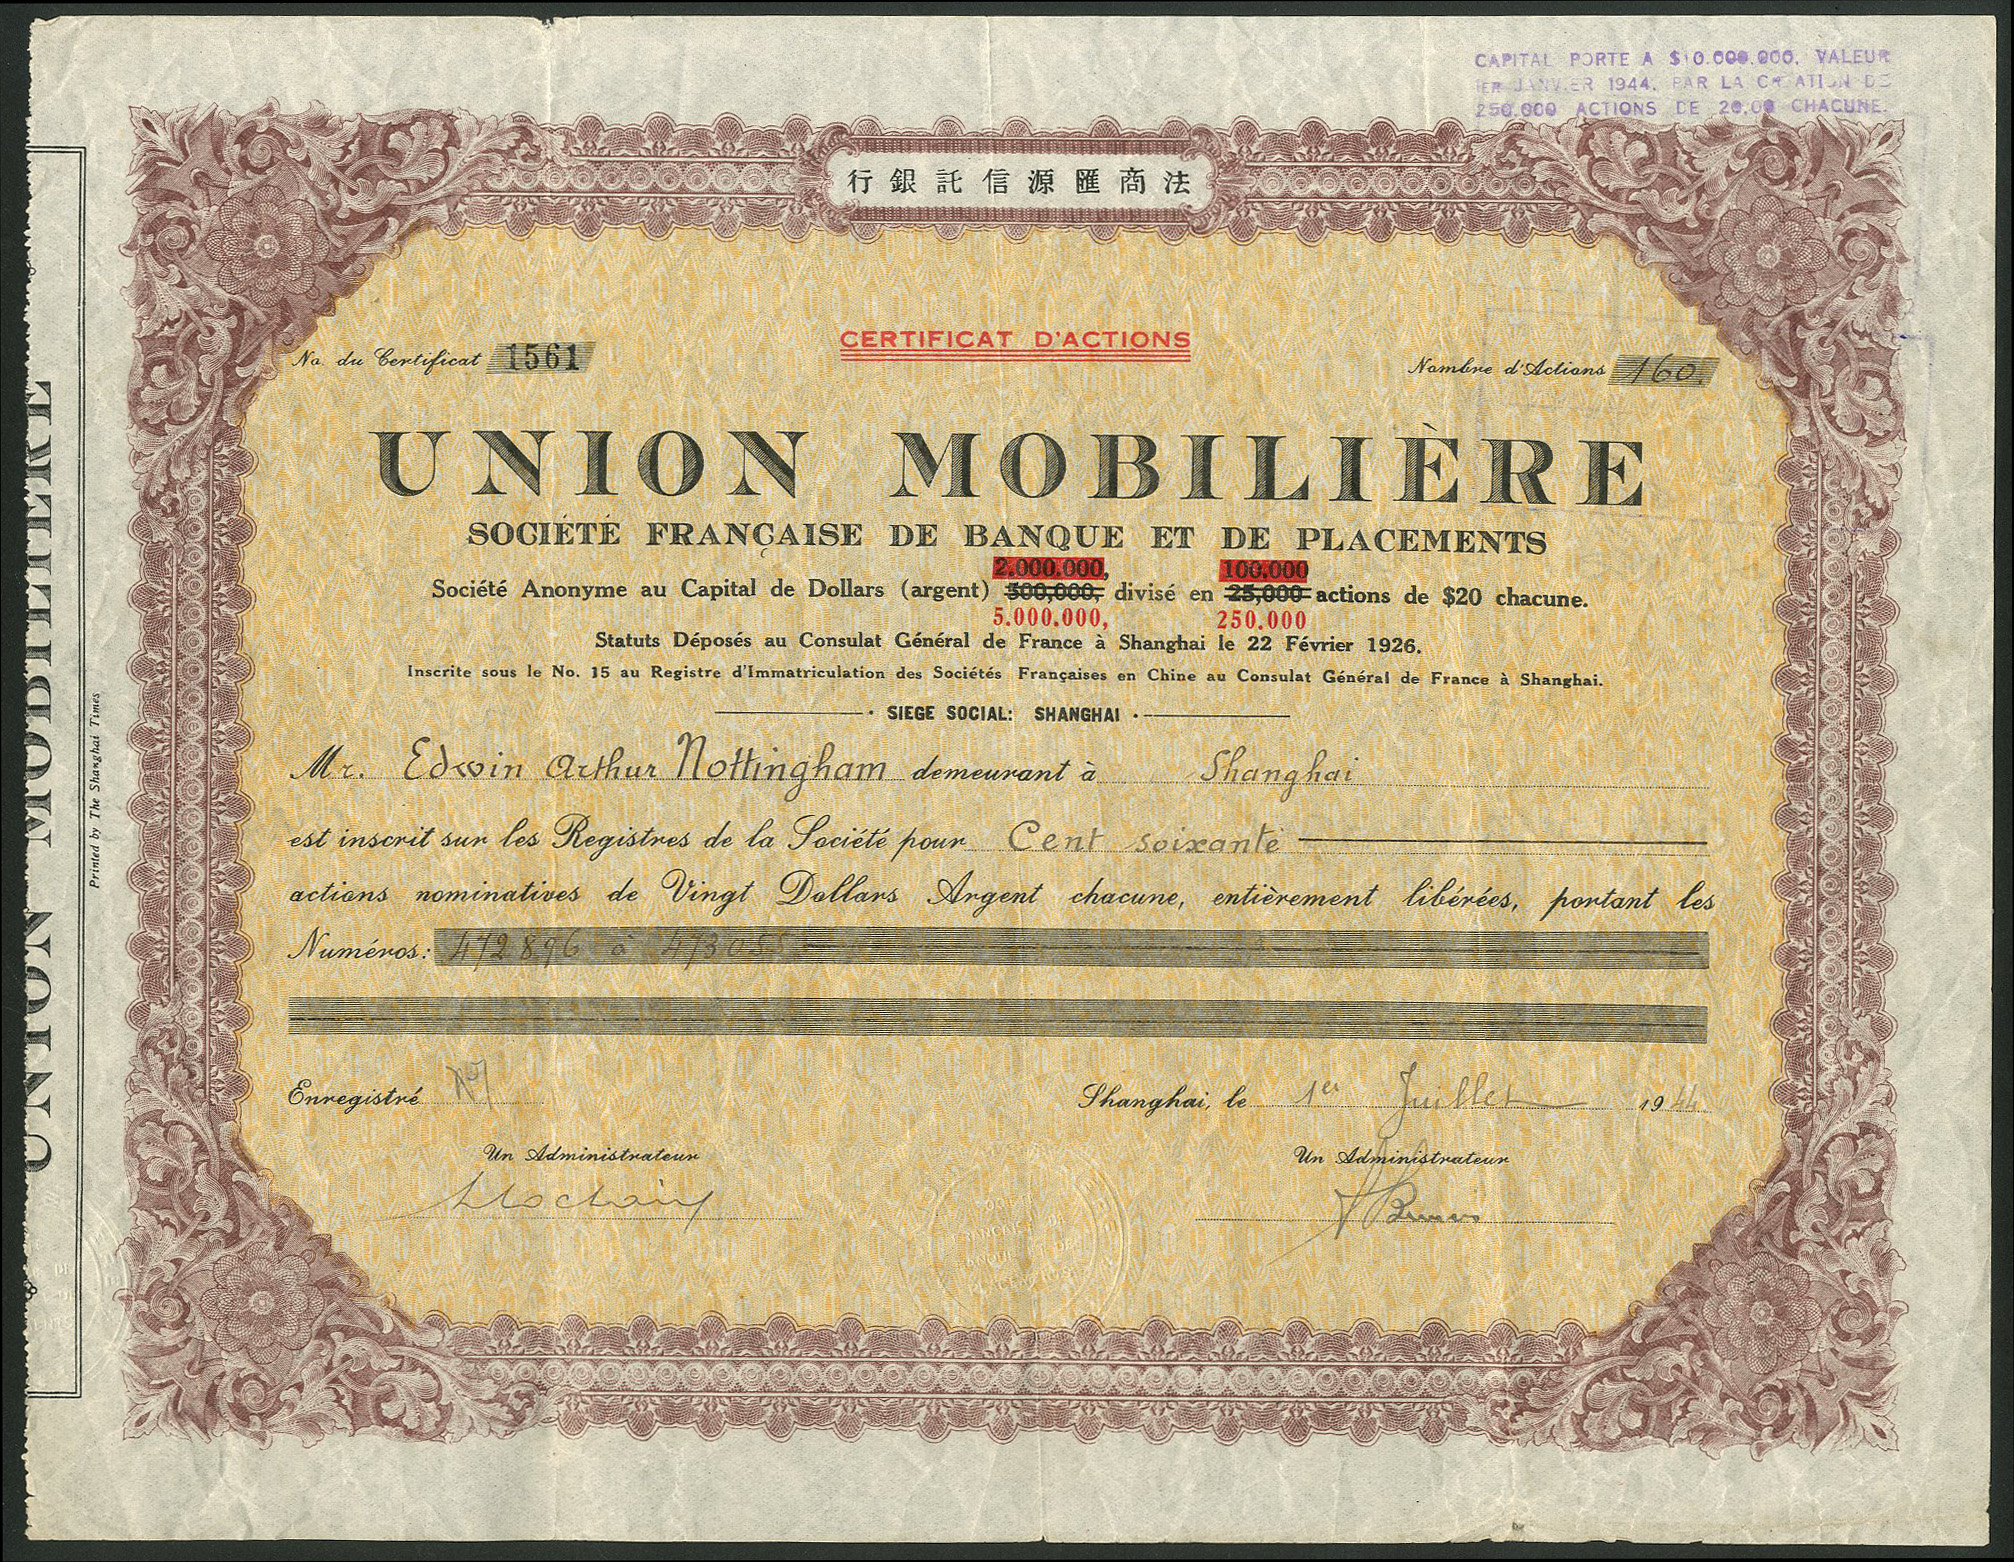 CAPITAL PORTE A $10.000.000. VALEUR
1ER JANVIER 1944. PAR LA CREATION DE
250.000 ACTIONS DE 20.00 CHACUNE.
行銀託信源匯商法
CERTIFICAT D'ACTIONS
No. du Certificat 1561
Nombre d'Actions 160.
UNION MOBILIÈRE
SOCIÉTÉ FRANÇAISE DE BANQUE ET DE PLACEMENTS
2.000.000, 100.000
Société Anonyme au Capital de Dollars (argent) 500,000, divisé en 25,000 actions de $20 chacune.
5.000.000, 250.000
Statuts Déposés au Consulat Général de France à Shanghai le 22 Février 1926.
Inscrite sous le No. 15 au Registre d'Immatriculation des Sociétés Françaises en Chine au Consulat Général de France à Shanghai.
SIEGE SOCIAL: SHANGHAI
Mr. Edwin Arthur Nottingham demeurant à Shanghai
est inscrit sur les Registres de la Société pour Cent soixante
actions nominatives de Vingt Dollars Argent chacune, entièrement libérées, portant les
Numéros: 472896 à 473055
Enregistré
Shanghai, le 1er Juillet 1944
Un Administrateur
Un Administrateur
UNION MOBILIÈRE
Printed by The Shanghai Times